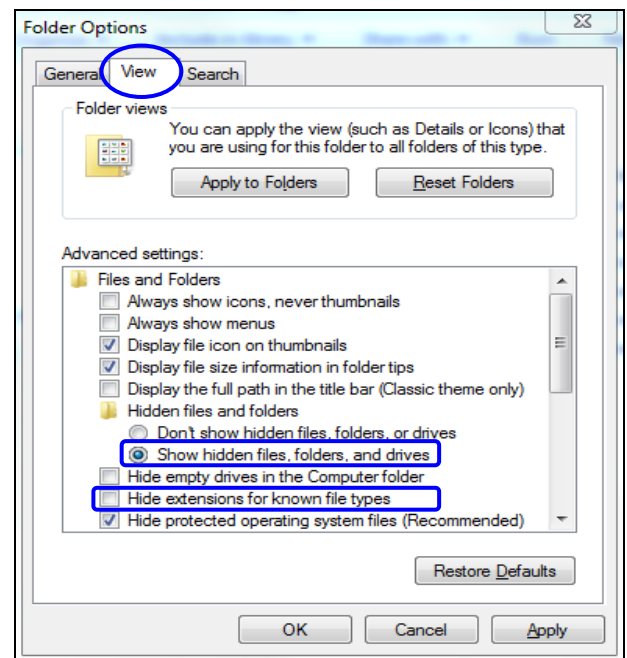 Folder Options
General View Search
Folder views
You can apply the view (such as Details or Icons) that
you are using for this folder to all folders of this type.
Apply to Folders Reset Folders
Advanced settings:
Files and Folders
Always show icons, never thumbnails
Always show menus
Display file icon on thumbnails
Display file size information in folder tips
Display the full path in the title bar (Classic theme only)
Hidden files and folders
Don't show hidden files, folders, or drives
Show hidden files, folders, and drives
Hide empty drives in the Computer folder
Hide extensions for known file types
Hide protected operating system files (Recommended)
Restore Defaults
OK Cancel Apply